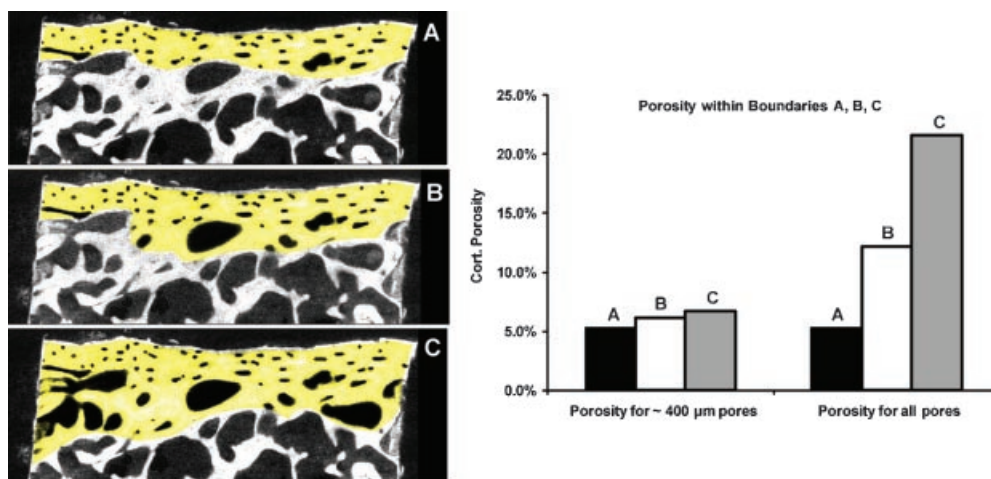 A
B
C
Porosity within Boundaries A, B, C
Cort. Porosity
25.0%
20.0%
15.0%
10.0%
5.0%
0.0%
A
B
C
A
B
C
Porosity for ~ 400 µm pores
Porosity for all pores